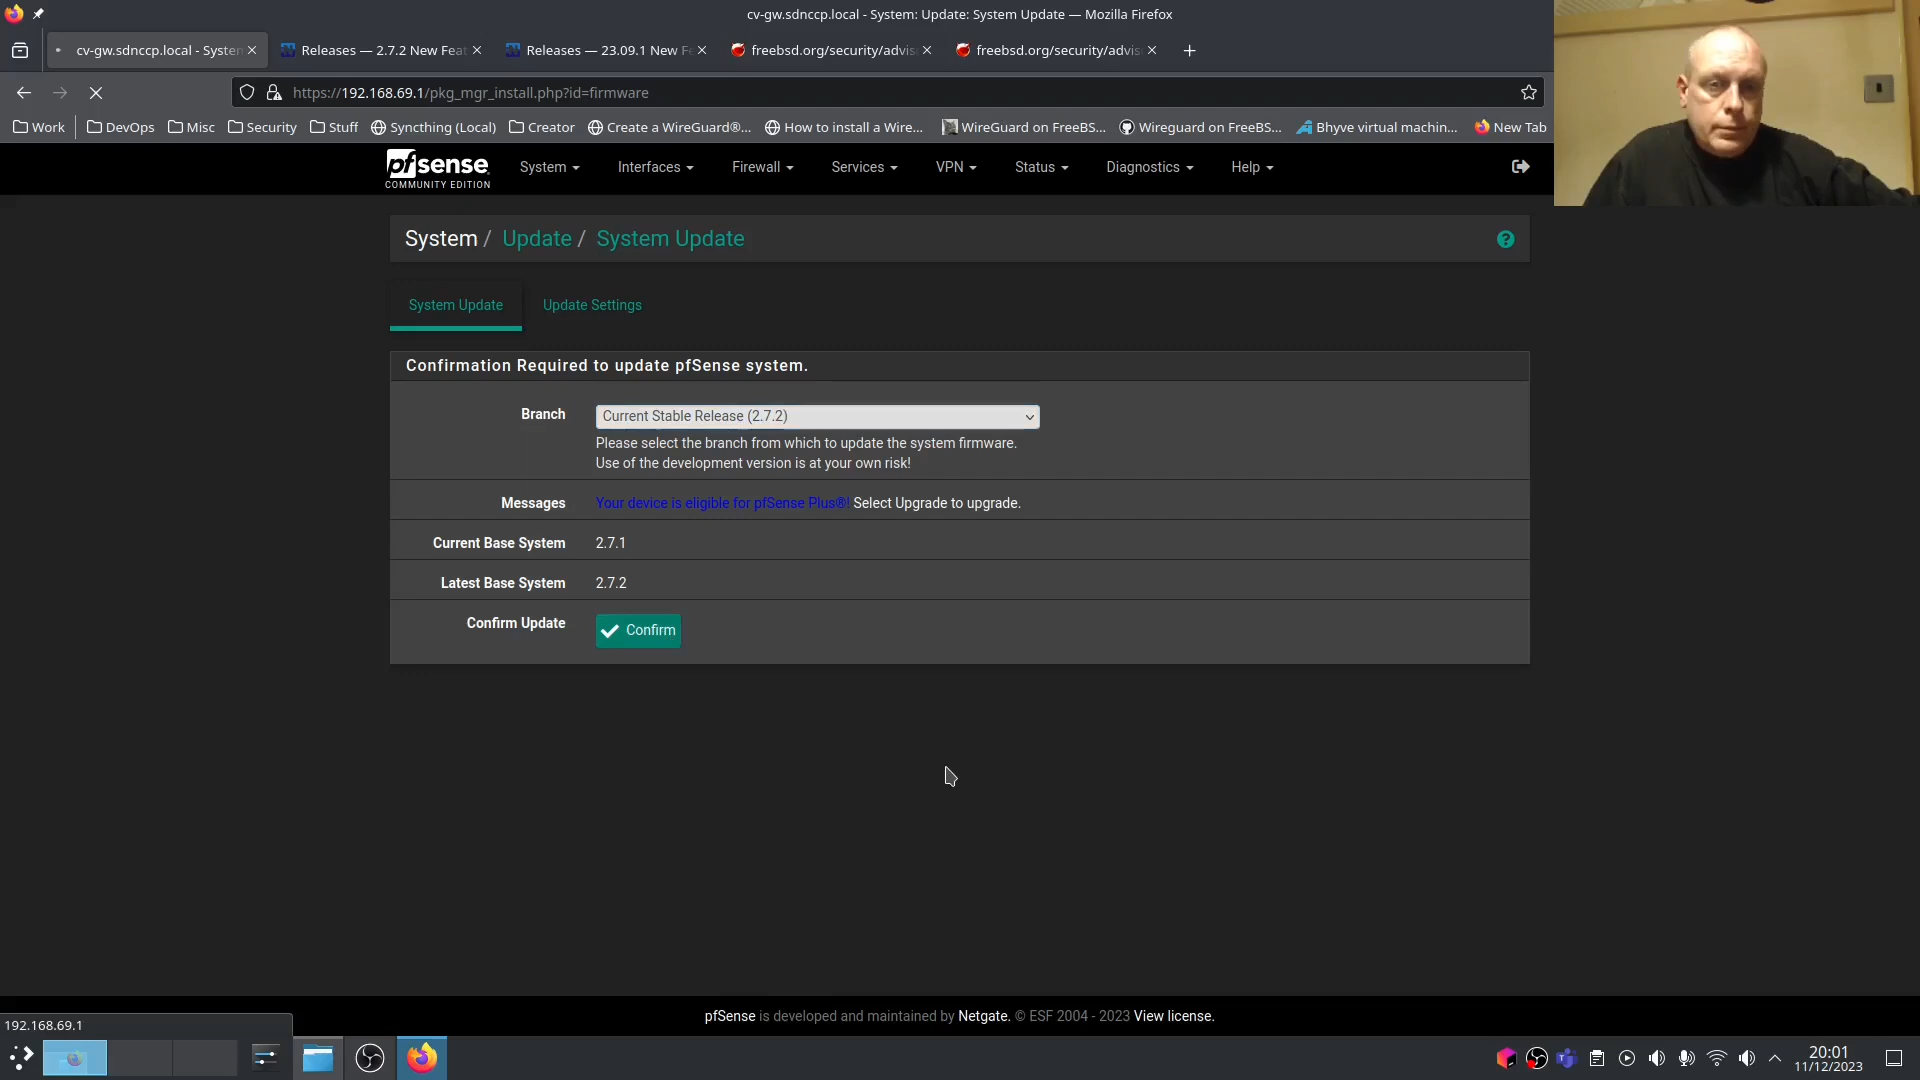 cv-gw.sdnccp.local - System: Update: System Update — Mozilla Firefox
cv-gw.sdnccp.local - System
Releases — 2.7.2 New Feat
Releases — 23.09.1 New Fe
freebsd.org/security/advis
freebsd.org/security/advis
https://192.168.69.1/pkg_mgr_install.php?id=firmware
Work
DevOps
Misc
Security
Stuff
Syncthing (Local)
Creator
Create a WireGuard®...
How to install a Wire...
WireGuard on FreeBS...
Wireguard on FreeBS...
Bhyve virtual machin...
New Tab
pfsense
COMMUNITY EDITION
System
Interfaces
Firewall
Services
VPN
Status
Diagnostics
Help
System / Update / System Update
System Update
Update Settings
Confirmation Required to update pfSense system.
Branch
Current Stable Release (2.7.2)
Please select the branch from which to update the system firmware.
Use of the development version is at your own risk!
Messages
Your device is eligible for pfSense Plus®! Select Upgrade to upgrade.
Current Base System
2.7.1
Latest Base System
2.7.2
Confirm Update
Confirm
pfSense is developed and maintained by Netgate. © ESF 2004 - 2023 View license.
192.168.69.1
20:01
11/12/2023